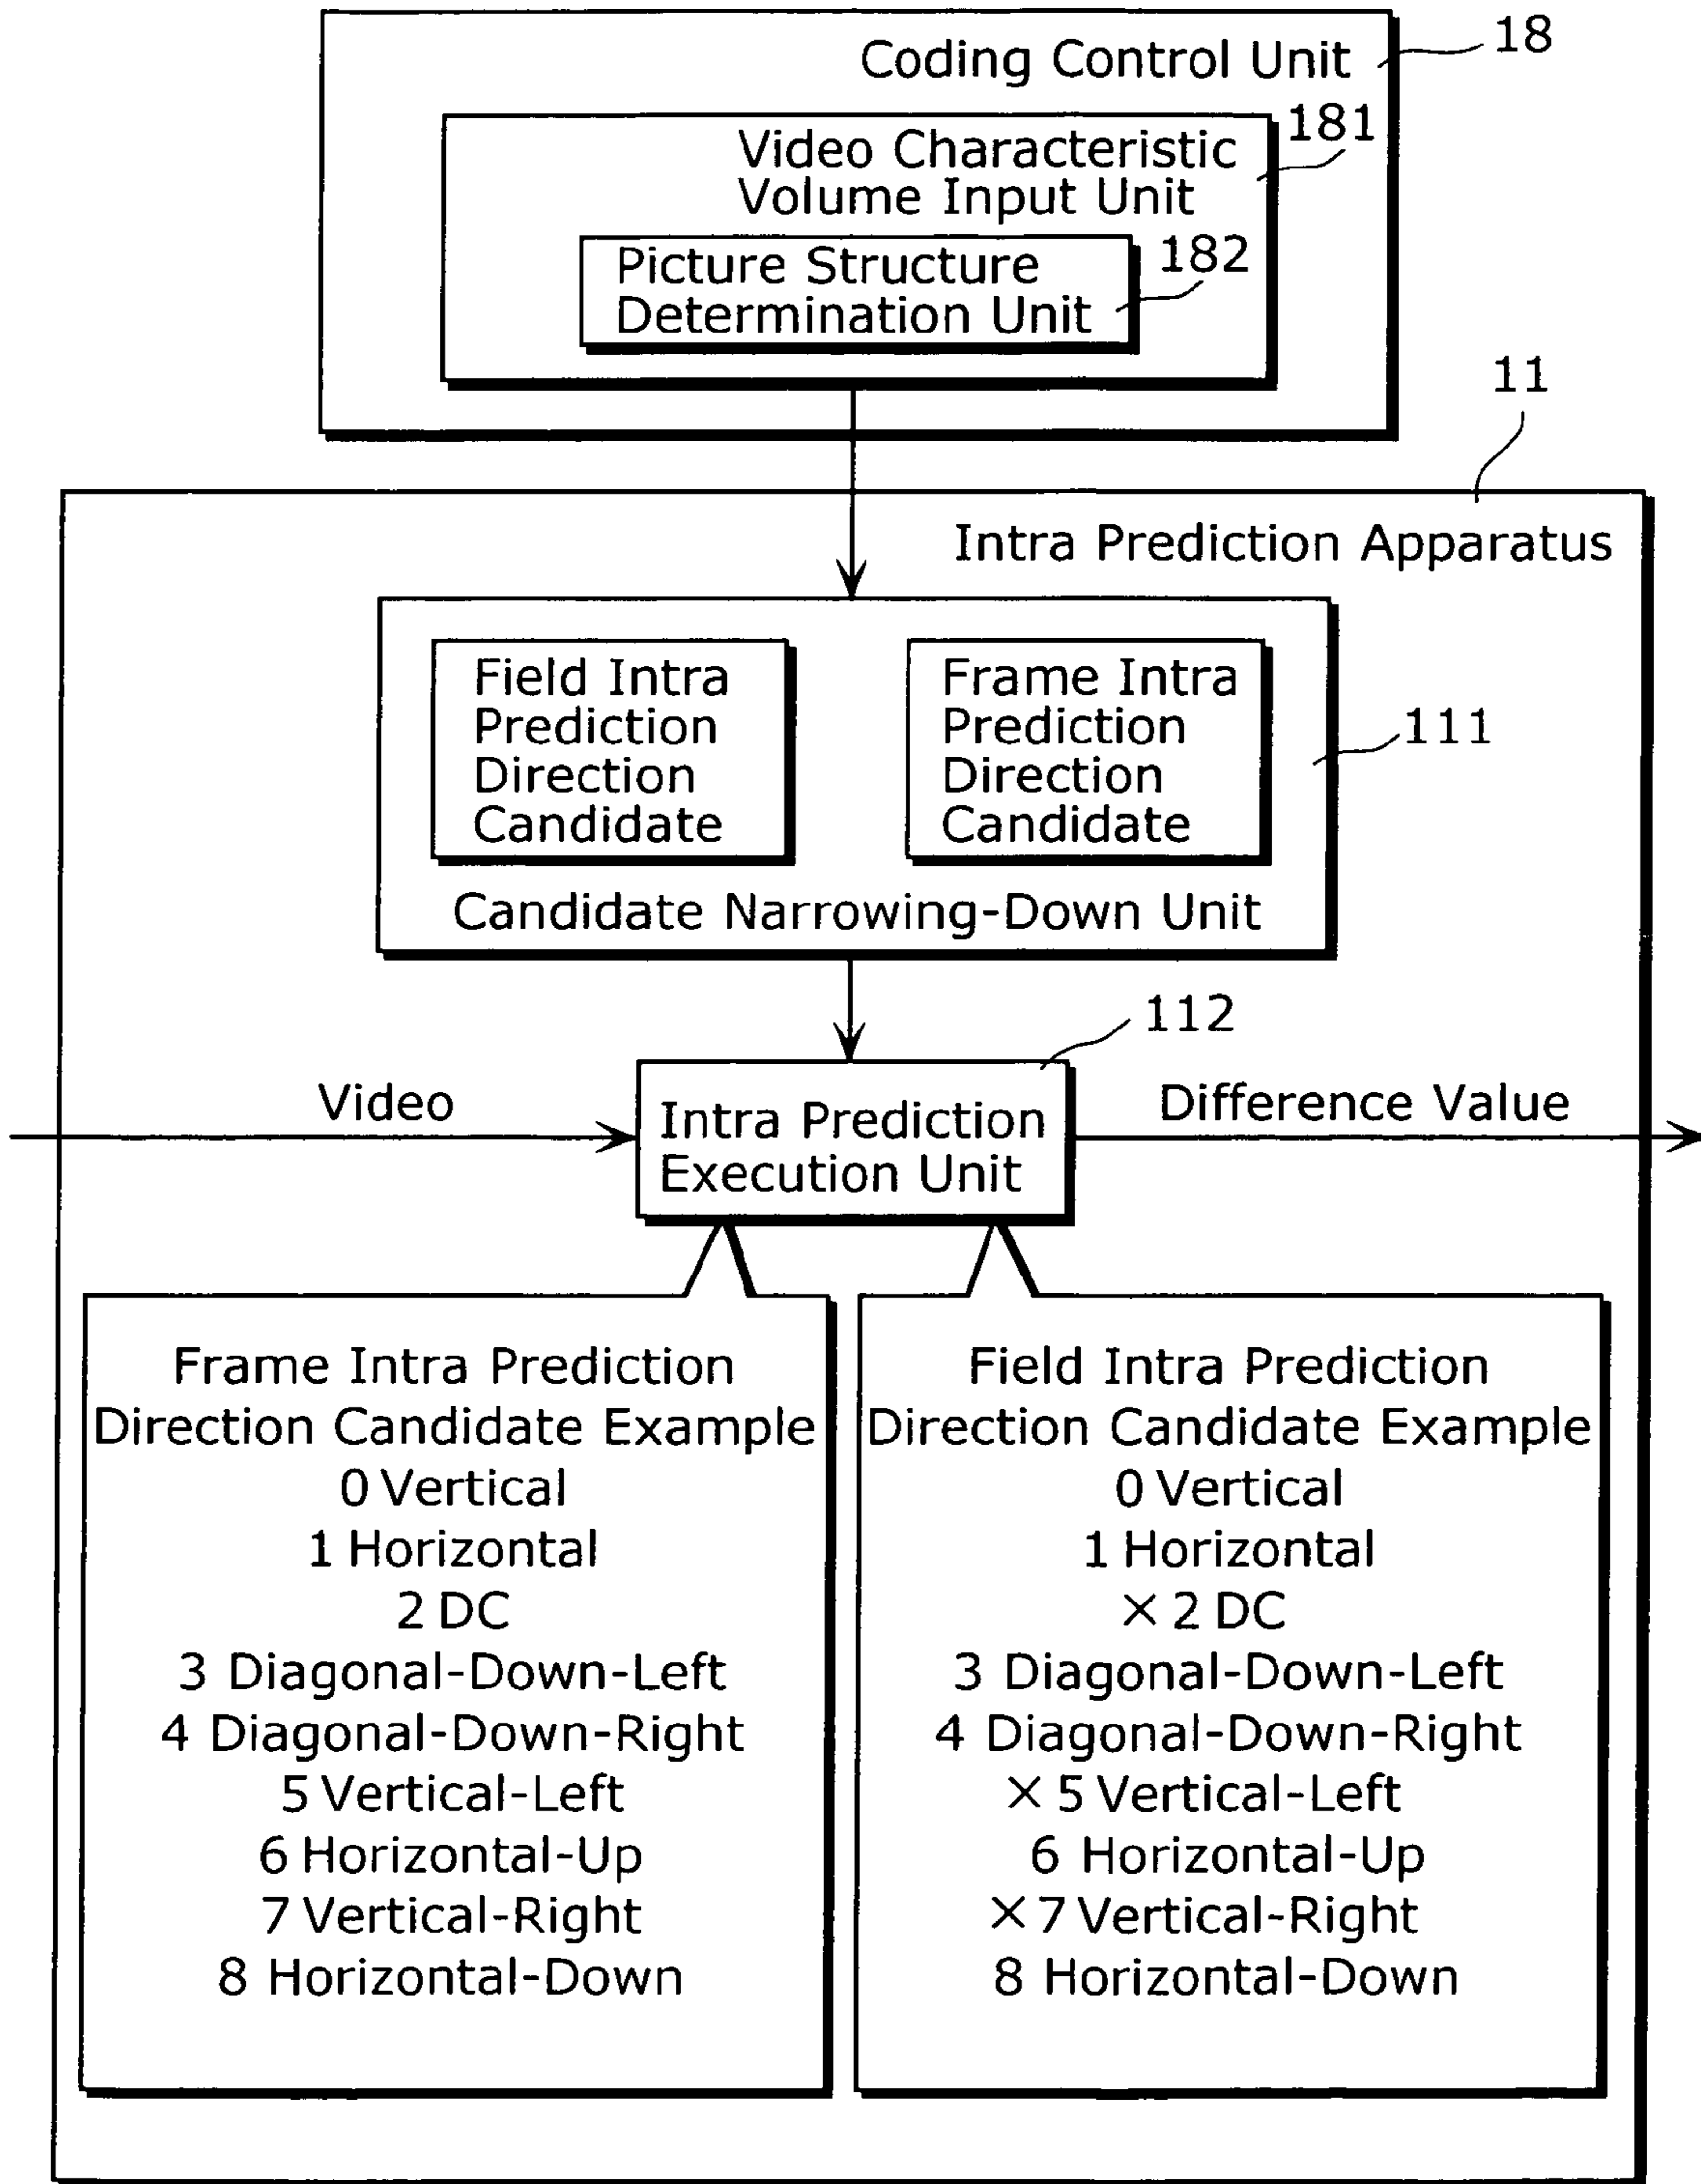 Coding Control Unit
18
Video Characteristic
Volume Input Unit
181
Picture Structure
Determination Unit
182
11
Intra Prediction Apparatus
Field Intra
Prediction
Direction
Candidate
Frame Intra
Prediction
Direction
Candidate
111
Candidate Narrowing-Down Unit
112
Video
Intra Prediction
Execution Unit
Difference Value
Frame Intra Prediction
Direction Candidate Example
0 Vertical
1 Horizontal
2 DC
3 Diagonal-Down-Left
4 Diagonal-Down-Right
5 Vertical-Left
6 Horizontal-Up
7 Vertical-Right
8 Horizontal-Down
Field Intra Prediction
Direction Candidate Example
0 Vertical
1 Horizontal
× 2 DC
3 Diagonal-Down-Left
4 Diagonal-Down-Right
× 5 Vertical-Left
6 Horizontal-Up
× 7 Vertical-Right
8 Horizontal-Down